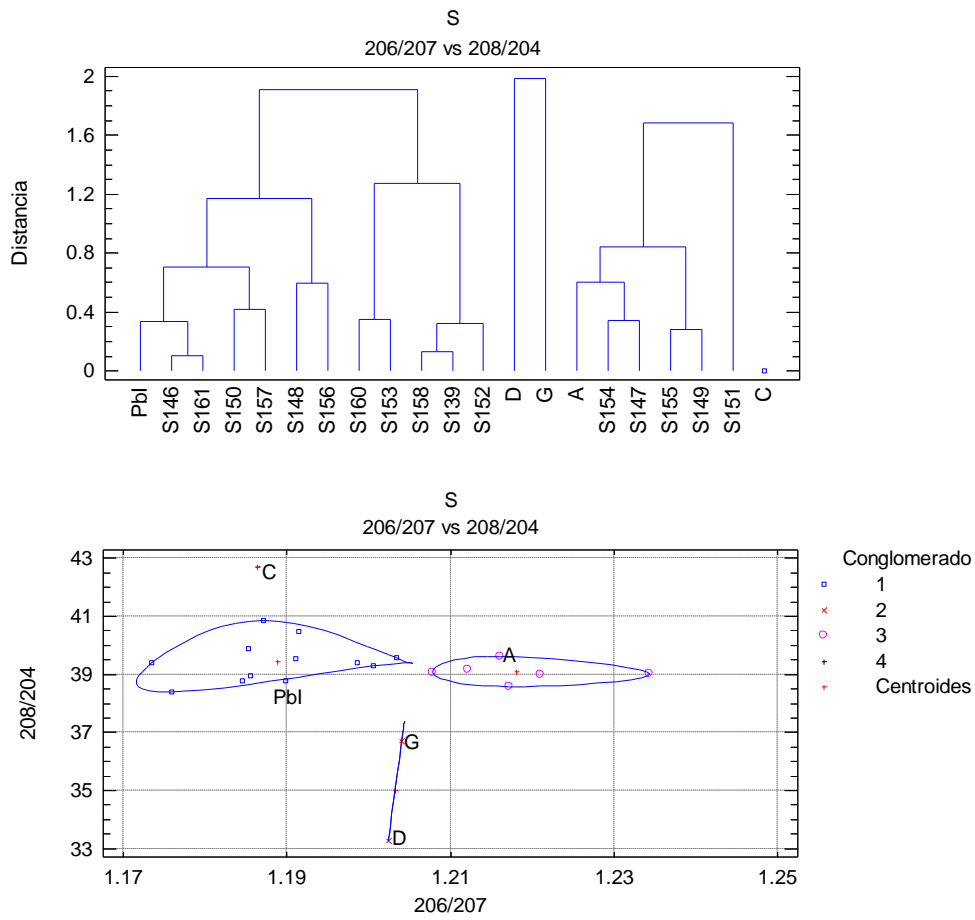 S
206/207 vs 208/204
Distancia
2
1.6
1.2
0.8
0.4
0
PbI S146 S161 S150 S157 S148 S156 S160 S153 S158 S139 S152 D G A S154 S147 S155 S149 S151 C
S
206/207 vs 208/204
208/204
43
41
39
37
35
33
C
A
PbI
G
D
1.17 1.19 1.21 1.23 1.25
206/207
Conglomerado
1
2
3
4
Centroides